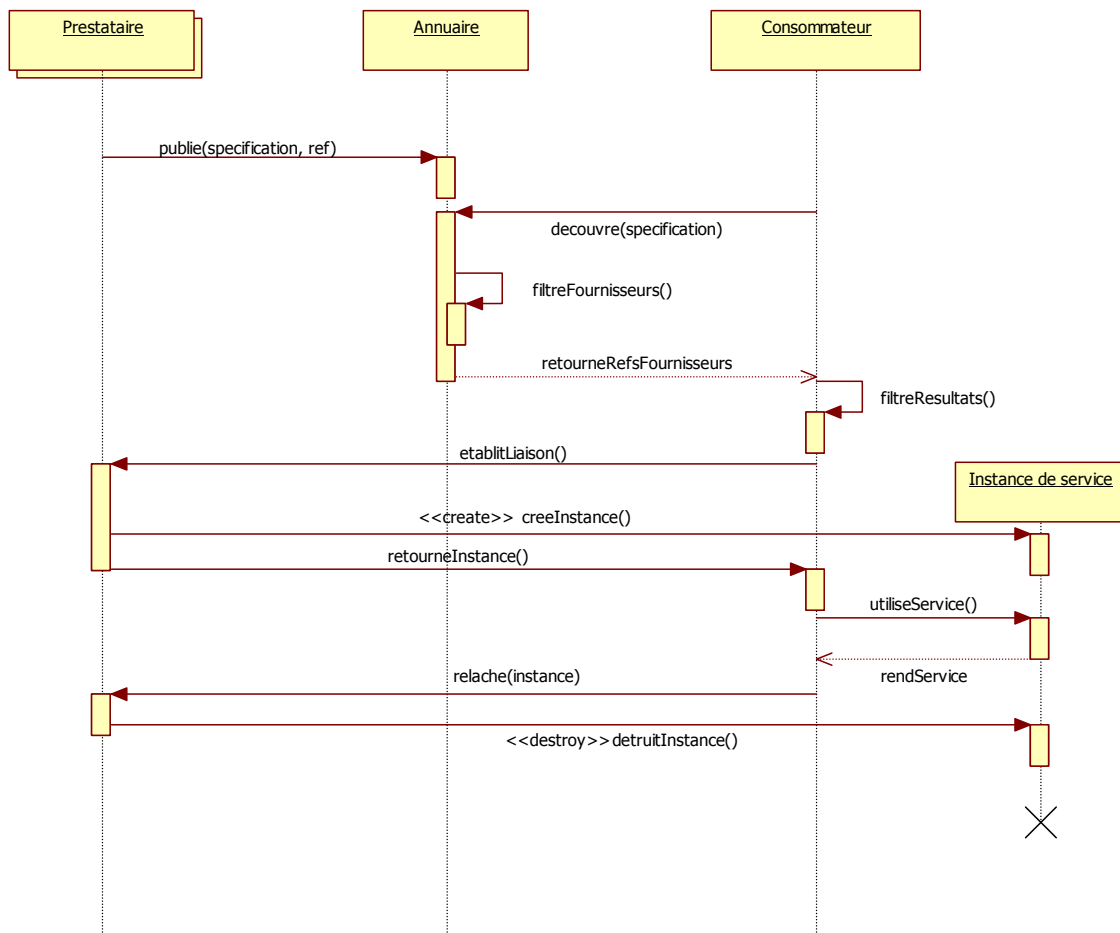 Prestataire
Annuaire
Consommateur
publie(specification, ref)
decouvre(specification)
filtreFournisseurs()
retourneRefsFournisseurs
filtreResultats()
etablitLiaison()
Instance de service
<<create>> creeInstance()
retourneInstance()
utiliseService()
rendService
relache(instance)
<<destroy>>detruitInstance()